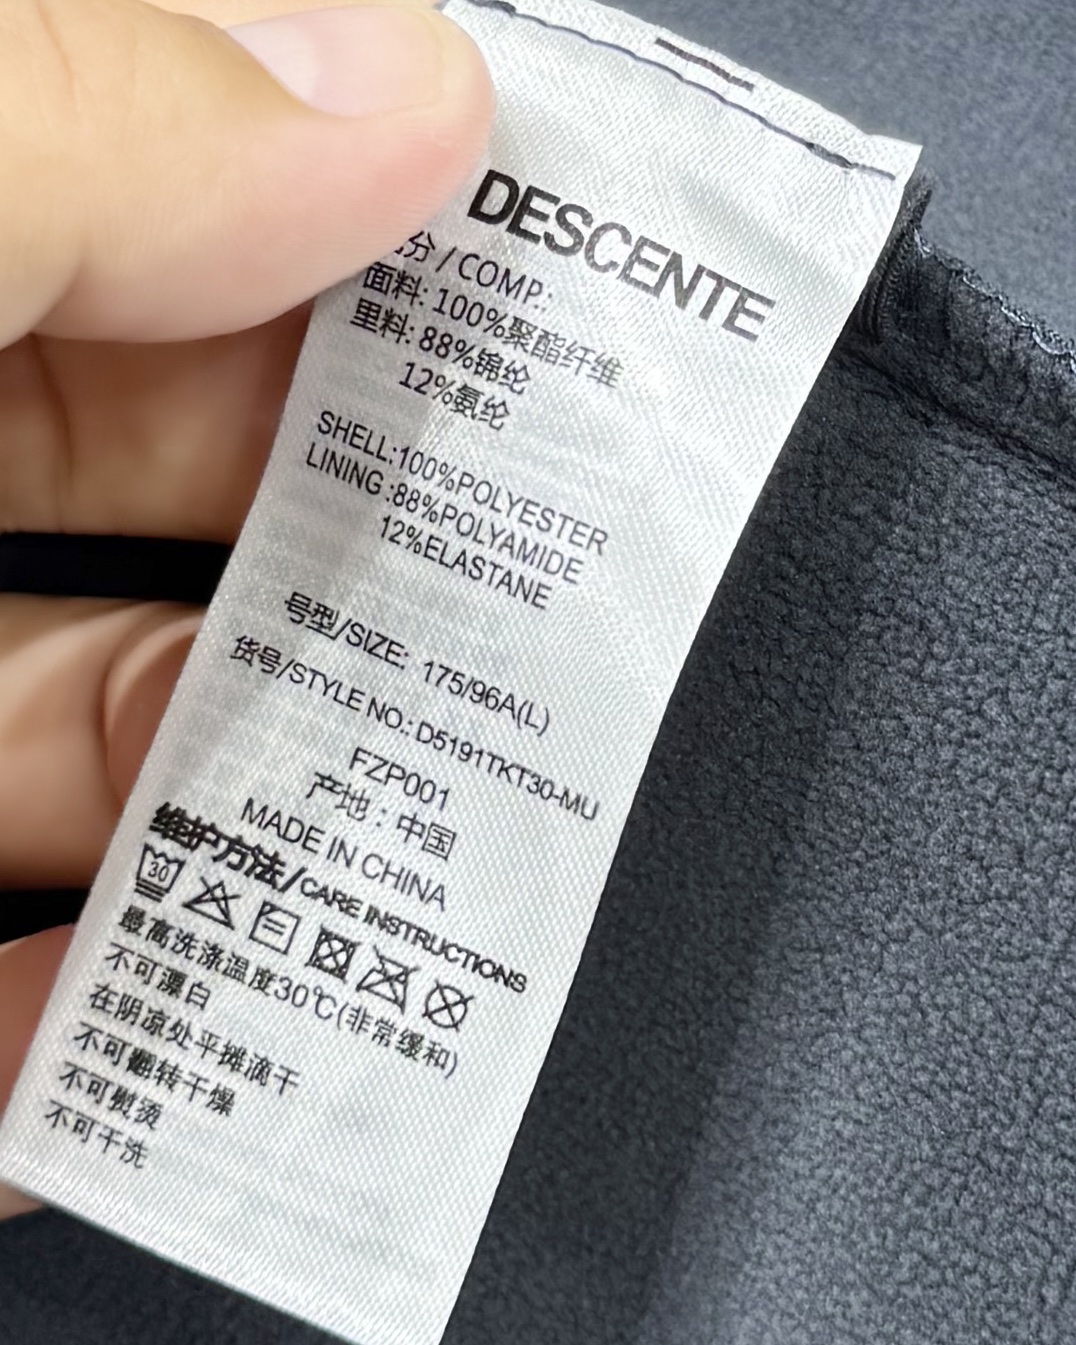 DESCENTE
分/COMP:
面料: 100%聚酯纤维
里料: 88%锦纶
12%氨纶
SHELL:100%POLYESTER
LINING:88%POLYAMIDE
12%ELASTANE
号型/SIZE: 175/96A(L)
货号/STYLE NO.: D5191TKT30-MU
FZP001
产地：中国
MADE IN CHINA
维护方法/CARE INSTRUCTIONS
30
最高洗涤温度30℃(非常缓和)
不可漂白
在阴凉处平摊滴干
不可翻转干燥
不可熨烫
不可干洗